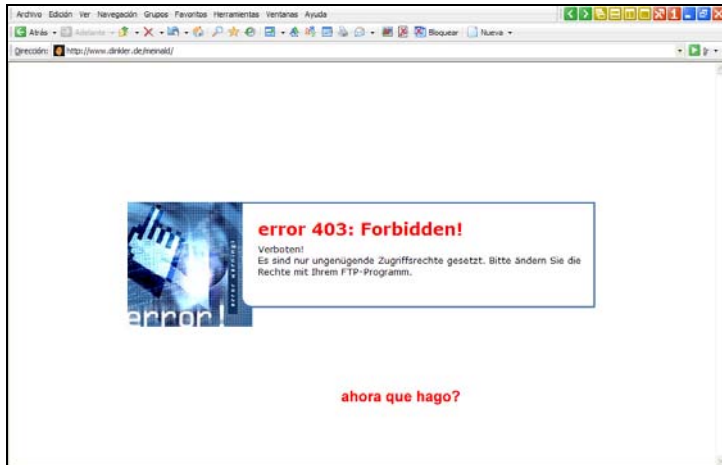 Archivo Edición Ver Navegación Grupos Favoritos Herramientas Ventanas Ayuda
Atrás Adelante Bloquear Nueva
Dirección: http://www.dinkler.de/meinald/ Ir
error 403: Forbidden!
Verboten!
Es sind nur ungenügende Zugriffsrechte gesetzt. Bitte ändern Sie die
Rechte mit Ihrem FTP-Programm.
error warning!
error!
ahora que hago?